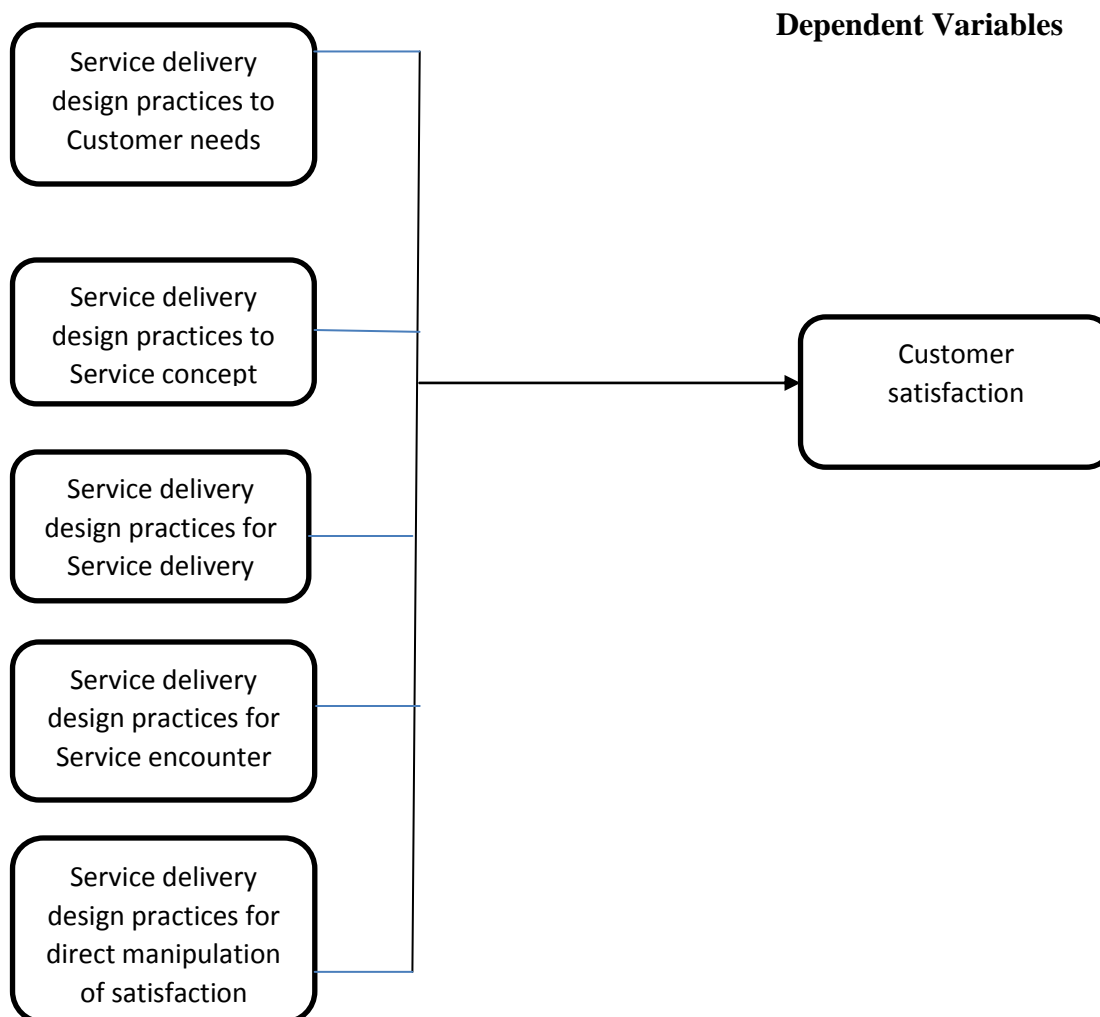 Dependent Variables
Service delivery
design practices to
Customer needs
Service delivery
design practices to
Service concept
Service delivery
design practices for
Service delivery
Service delivery
design practices for
Service encounter
Service delivery
design practices for
direct manipulation
of satisfaction
Customer
satisfaction